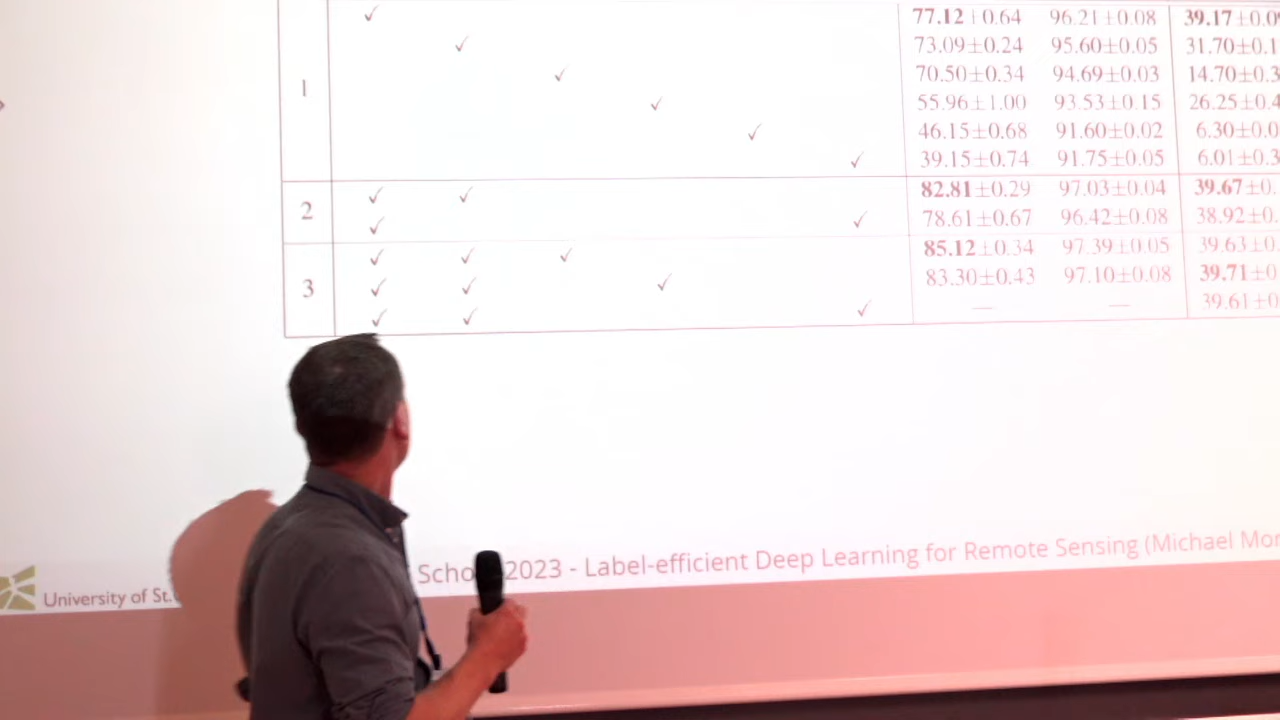 ✓ 77.12±0.64 96.21±0.08 39.17±0.0
✓ 73.09±0.24 95.60±0.05 31.70±0.1
1 ✓ 70.50±0.34 94.69±0.03 14.70±0.3
✓ 55.96±1.00 93.53±0.15 26.25±0.4
✓ 46.15±0.68 91.60±0.02 6.30±0.0
✓ 39.15±0.74 91.75±0.05 6.01±0.3
2 ✓ ✓ 82.81±0.29 97.03±0.04 39.67±0.
✓ ✓ 78.61±0.67 96.42±0.08 38.92±0.
✓ ✓ ✓ 85.12±0.34 97.39±0.05 39.63±0.
3 ✓ ✓ ✓ 83.30±0.43 97.10±0.08 39.71±0
✓ ✓ ✓ — — 39.61±0
Scho 2023 - Label-efficient Deep Learning for Remote Sensing (Michael Mor
University of St.